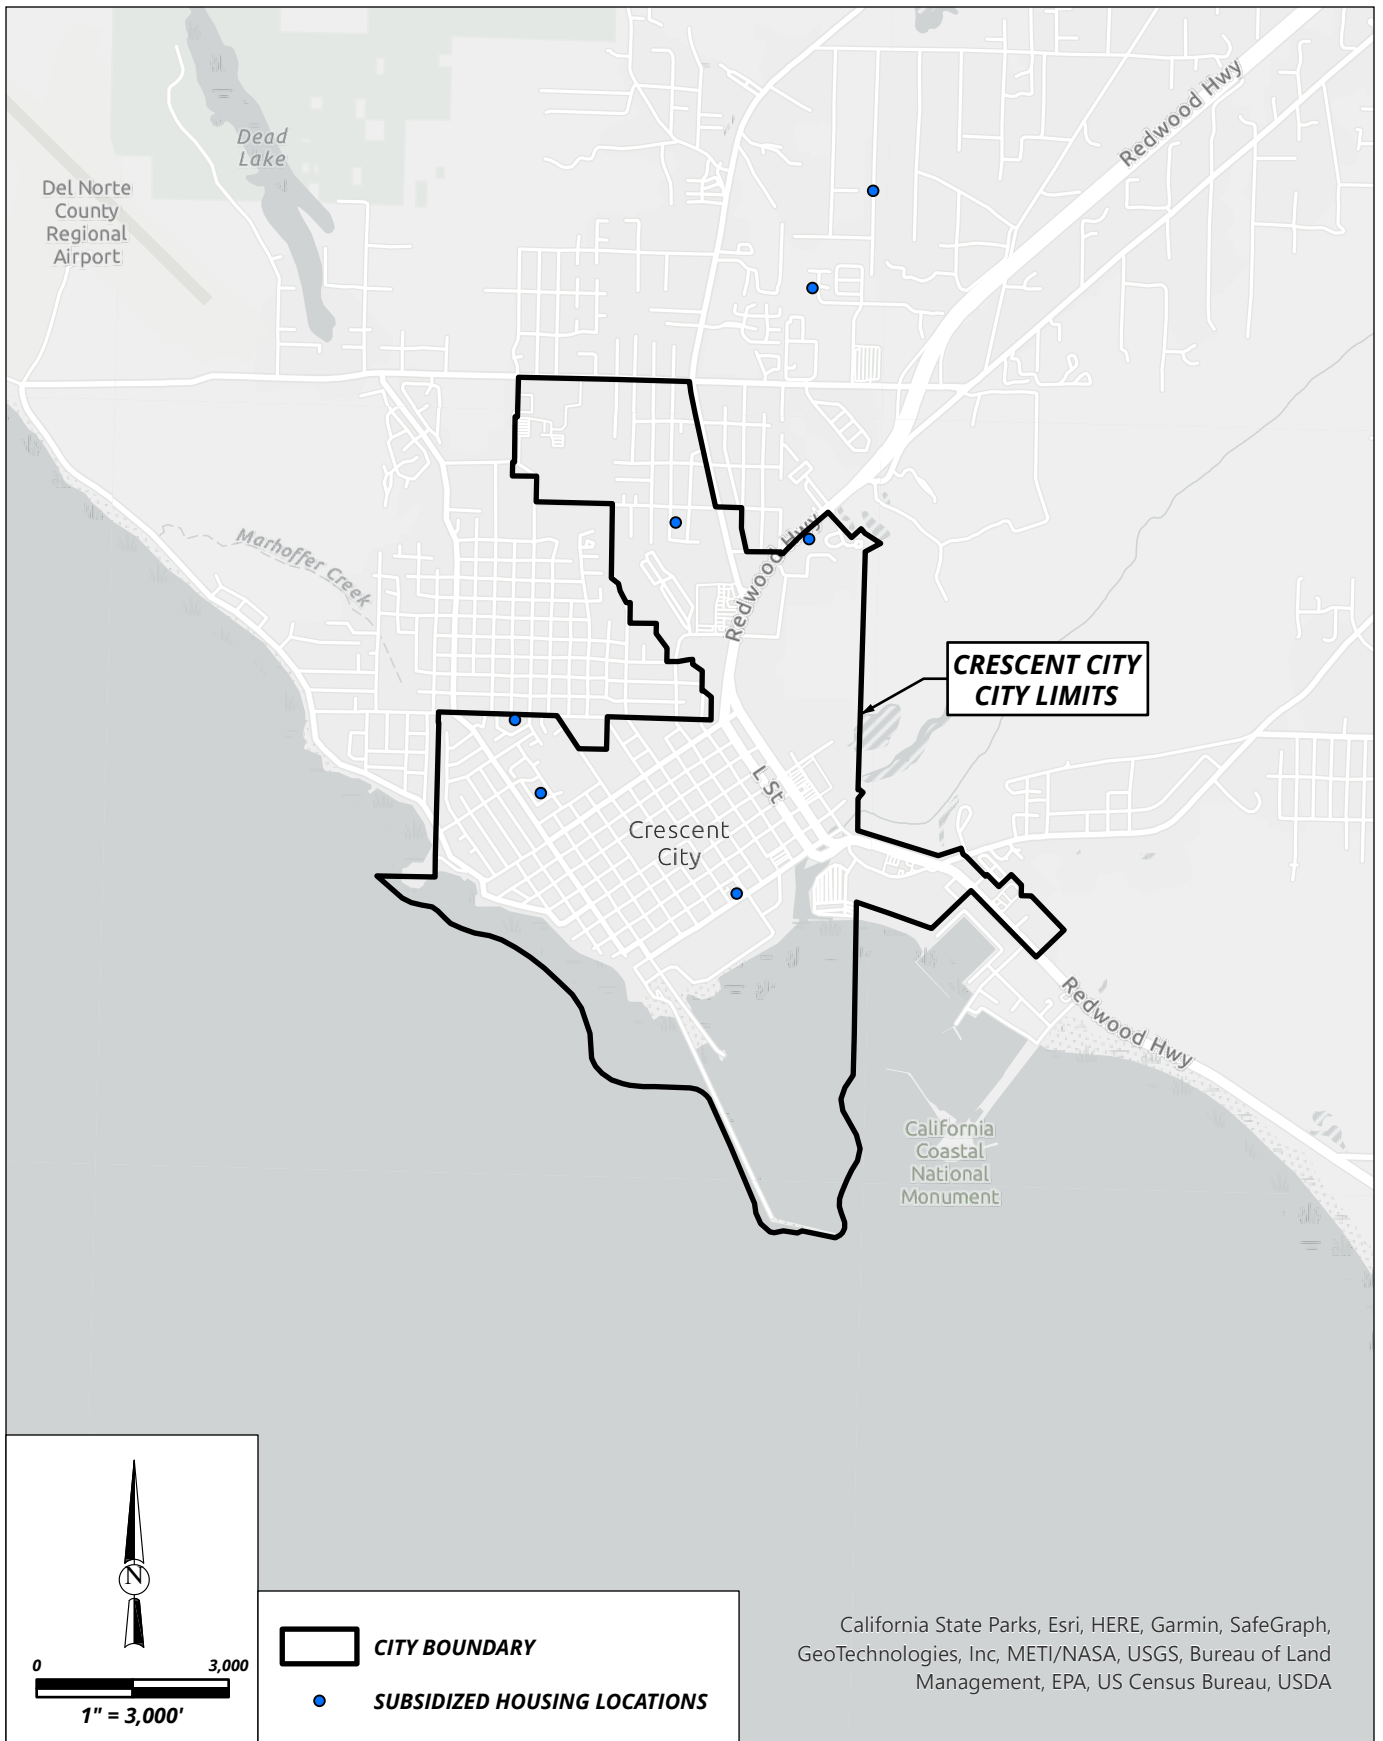 Redwood Hwy
Dead
Lake
Del Norte
County
Regional
Airport
Marhoffer Creek
Redwood Hwy
CRESCENT CITY
CITY LIMITS
L St
Crescent
City
Redwood Hwy
California
Coastal
National
Monument
N
0 3,000
1" = 3,000'
CITY BOUNDARY
SUBSIDIZED HOUSING LOCATIONS
California State Parks, Esri, HERE, Garmin, SafeGraph,
GeoTechnologies, Inc, METI/NASA, USGS, Bureau of Land
Management, EPA, US Census Bureau, USDA